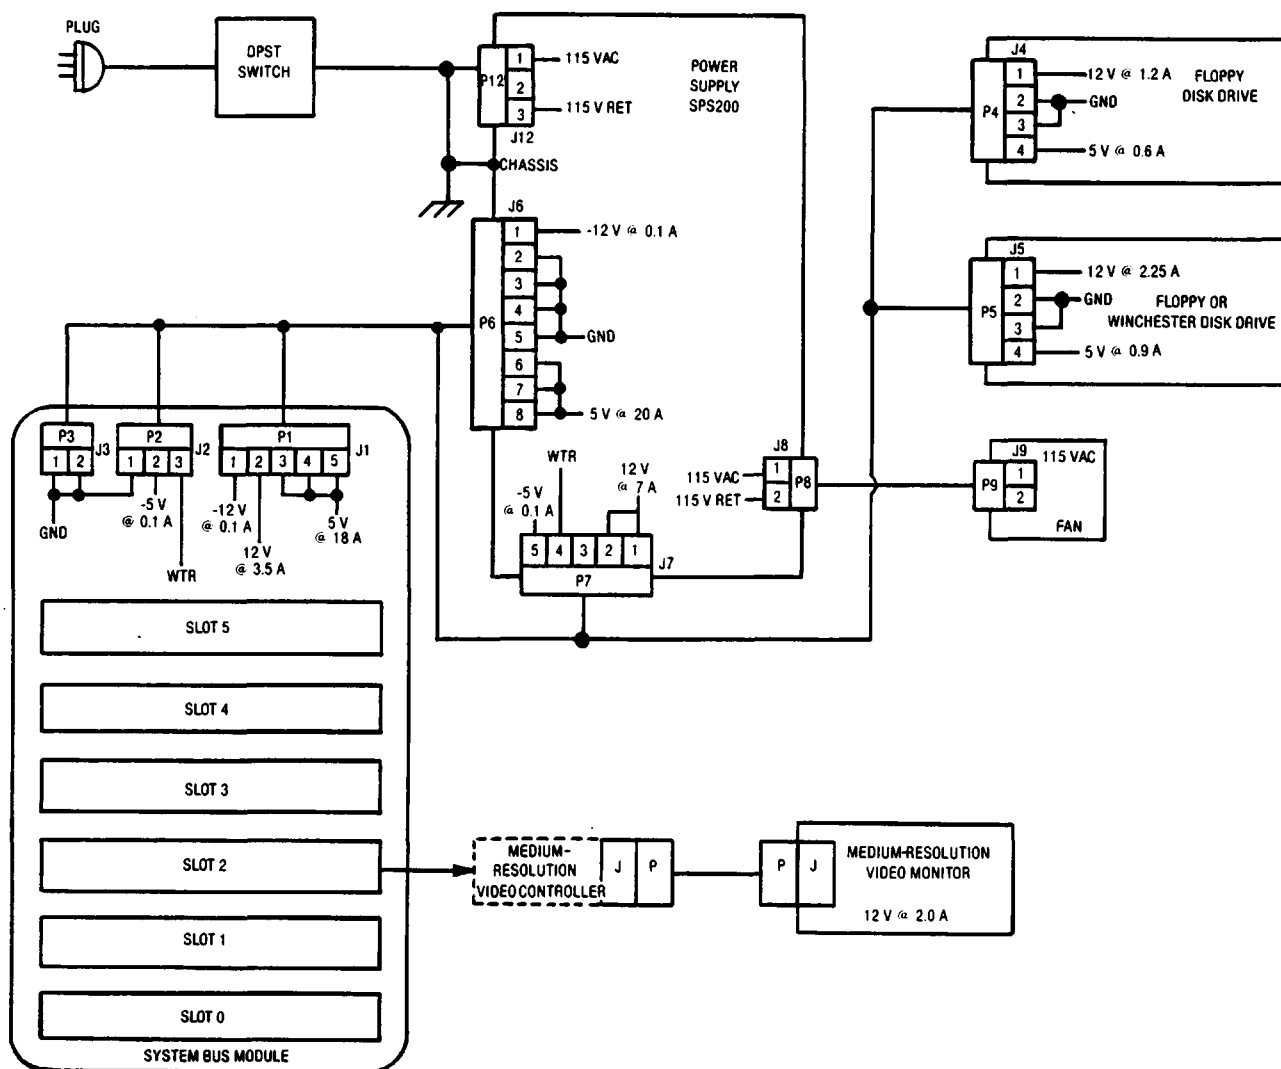 PLUG
DPST
SWITCH
P12
1
2
3
J12
115 VAC
115 V RET
POWER
SUPPLY
SPS200
CHASSIS
J6
P6
1
2
3
4
5
6
7
8
-12 V @ 0.1 A
GND
5 V @ 20 A
J4
P4
1
2
3
4
12 V @ 1.2 A
GND
5 V @ 0.6 A
FLOPPY
DISK DRIVE
J5
P5
1
2
3
4
12 V @ 2.25 A
GND
5 V @ 0.9 A
FLOPPY OR
WINCHESTER DISK DRIVE
P3
1 2
J3
P2
1 2 3
J2
P1
1 2 3 4 5
J1
GND
-5 V
@ 0.1 A
WTR
-12 V
@ 0.1 A
12 V
@ 3.5 A
5 V
@ 18 A
WTR
-5 V
@ 0.1 A
12 V
@ 7 A
5 4 3 2 1
J7
P7
J8
115 VAC
115 V RET
1
2
P8
J9
P9
1
2
115 VAC
FAN
SLOT 5
SLOT 4
SLOT 3
SLOT 2
SLOT 1
SLOT 0
SYSTEM BUS MODULE
MEDIUM-
RESOLUTION
VIDEO CONTROLLER
J P
P J
MEDIUM-RESOLUTION
VIDEO MONITOR
12 V @ 2.0 A